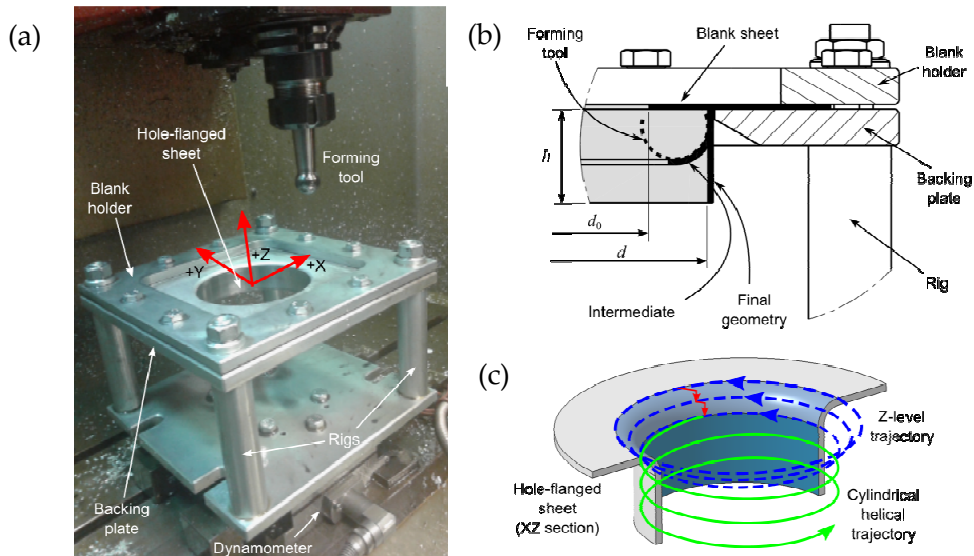 (a)
Hole-flanged
sheet
Forming
tool
Blank
holder
+Z
+Y
+X
Rigs
Backing
plate
Dynamometer
(b)
Forming
tool
Blank sheet
Blank
holder
h
Backing
plate
d0
d
Rig
Intermediate
Final
geometry
(c)
Z-level
trajectory
Hole-flanged
sheet
(XZ section)
Cylindrical
helical
trajectory